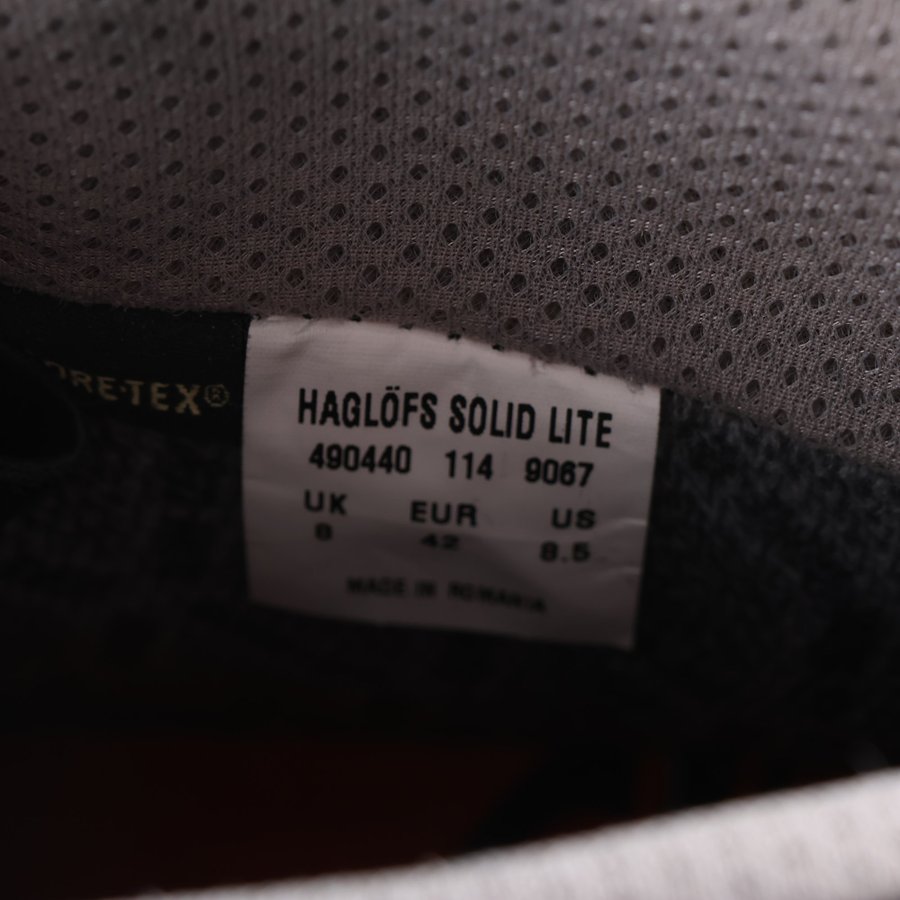 ORE-TEX®
HAGLÖFS SOLID LITE
490440 114 9067
UK EUR US
8 42 8.5
MADE IN ROMANIA